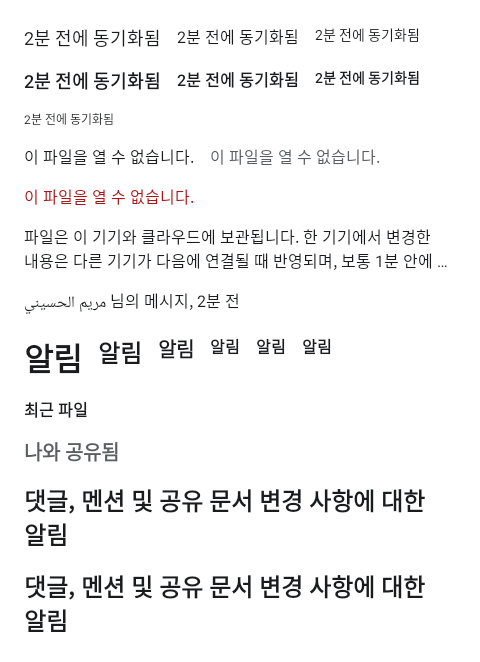 2분 전에 동기화됨 2분 전에 동기화됨 2분 전에 동기화됨
2분 전에 동기화됨 2분 전에 동기화됨 2분 전에 동기화됨
2분 전에 동기화됨
이 파일을 열 수 없습니다. 이 파일을 열 수 없습니다.
이 파일을 열 수 없습니다.
파일은 이 기기와 클라우드에 보관됩니다. 한 기기에서 변경한
내용은 다른 기기가 다음에 연결될 때 반영되며, 보통 1분 안에 ...
مريم الحسيني 님의 메시지, 2분 전
알림 알림 알림 알림 알림 알림
최근 파일
나와 공유됨
댓글, 멘션 및 공유 문서 변경 사항에 대한
알림
댓글, 멘션 및 공유 문서 변경 사항에 대한
알림